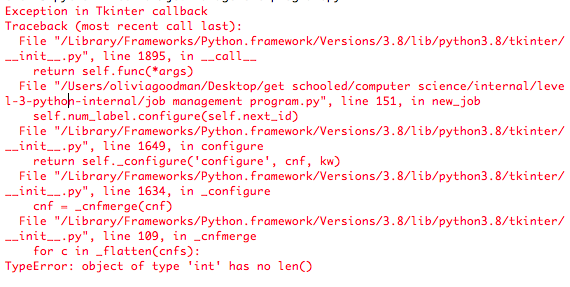 Exception in Tkinter callback
Traceback (most recent call last):
  File "/Library/Frameworks/Python.framework/Versions/3.8/lib/python3.8/tkinter/
__init__.py", line 1895, in __call__
    return self.func(*args)
  File "/Users/oliviagoodman/Desktop/get schooled/computer science/internal/leve
l-3-python-internal/job management program.py", line 151, in new_job
    self.num_label.configure(self.next_id)
  File "/Library/Frameworks/Python.framework/Versions/3.8/lib/python3.8/tkinter/
__init__.py", line 1649, in configure
    return self._configure('configure', cnf, kw)
  File "/Library/Frameworks/Python.framework/Versions/3.8/lib/python3.8/tkinter/
__init__.py", line 1634, in _configure
    cnf = _cnfmerge(cnf)
  File "/Library/Frameworks/Python.framework/Versions/3.8/lib/python3.8/tkinter/
__init__.py", line 109, in _cnfmerge
    for c in _flatten(cnfs):
TypeError: object of type 'int' has no len()